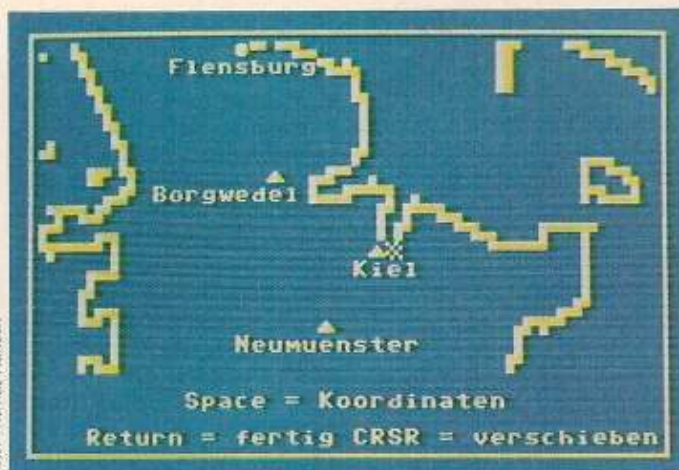 Flensburg
Borgwedel
Kiel
Neumuenster
Space = Koordinaten
Return = fertig CRSR = verschieben